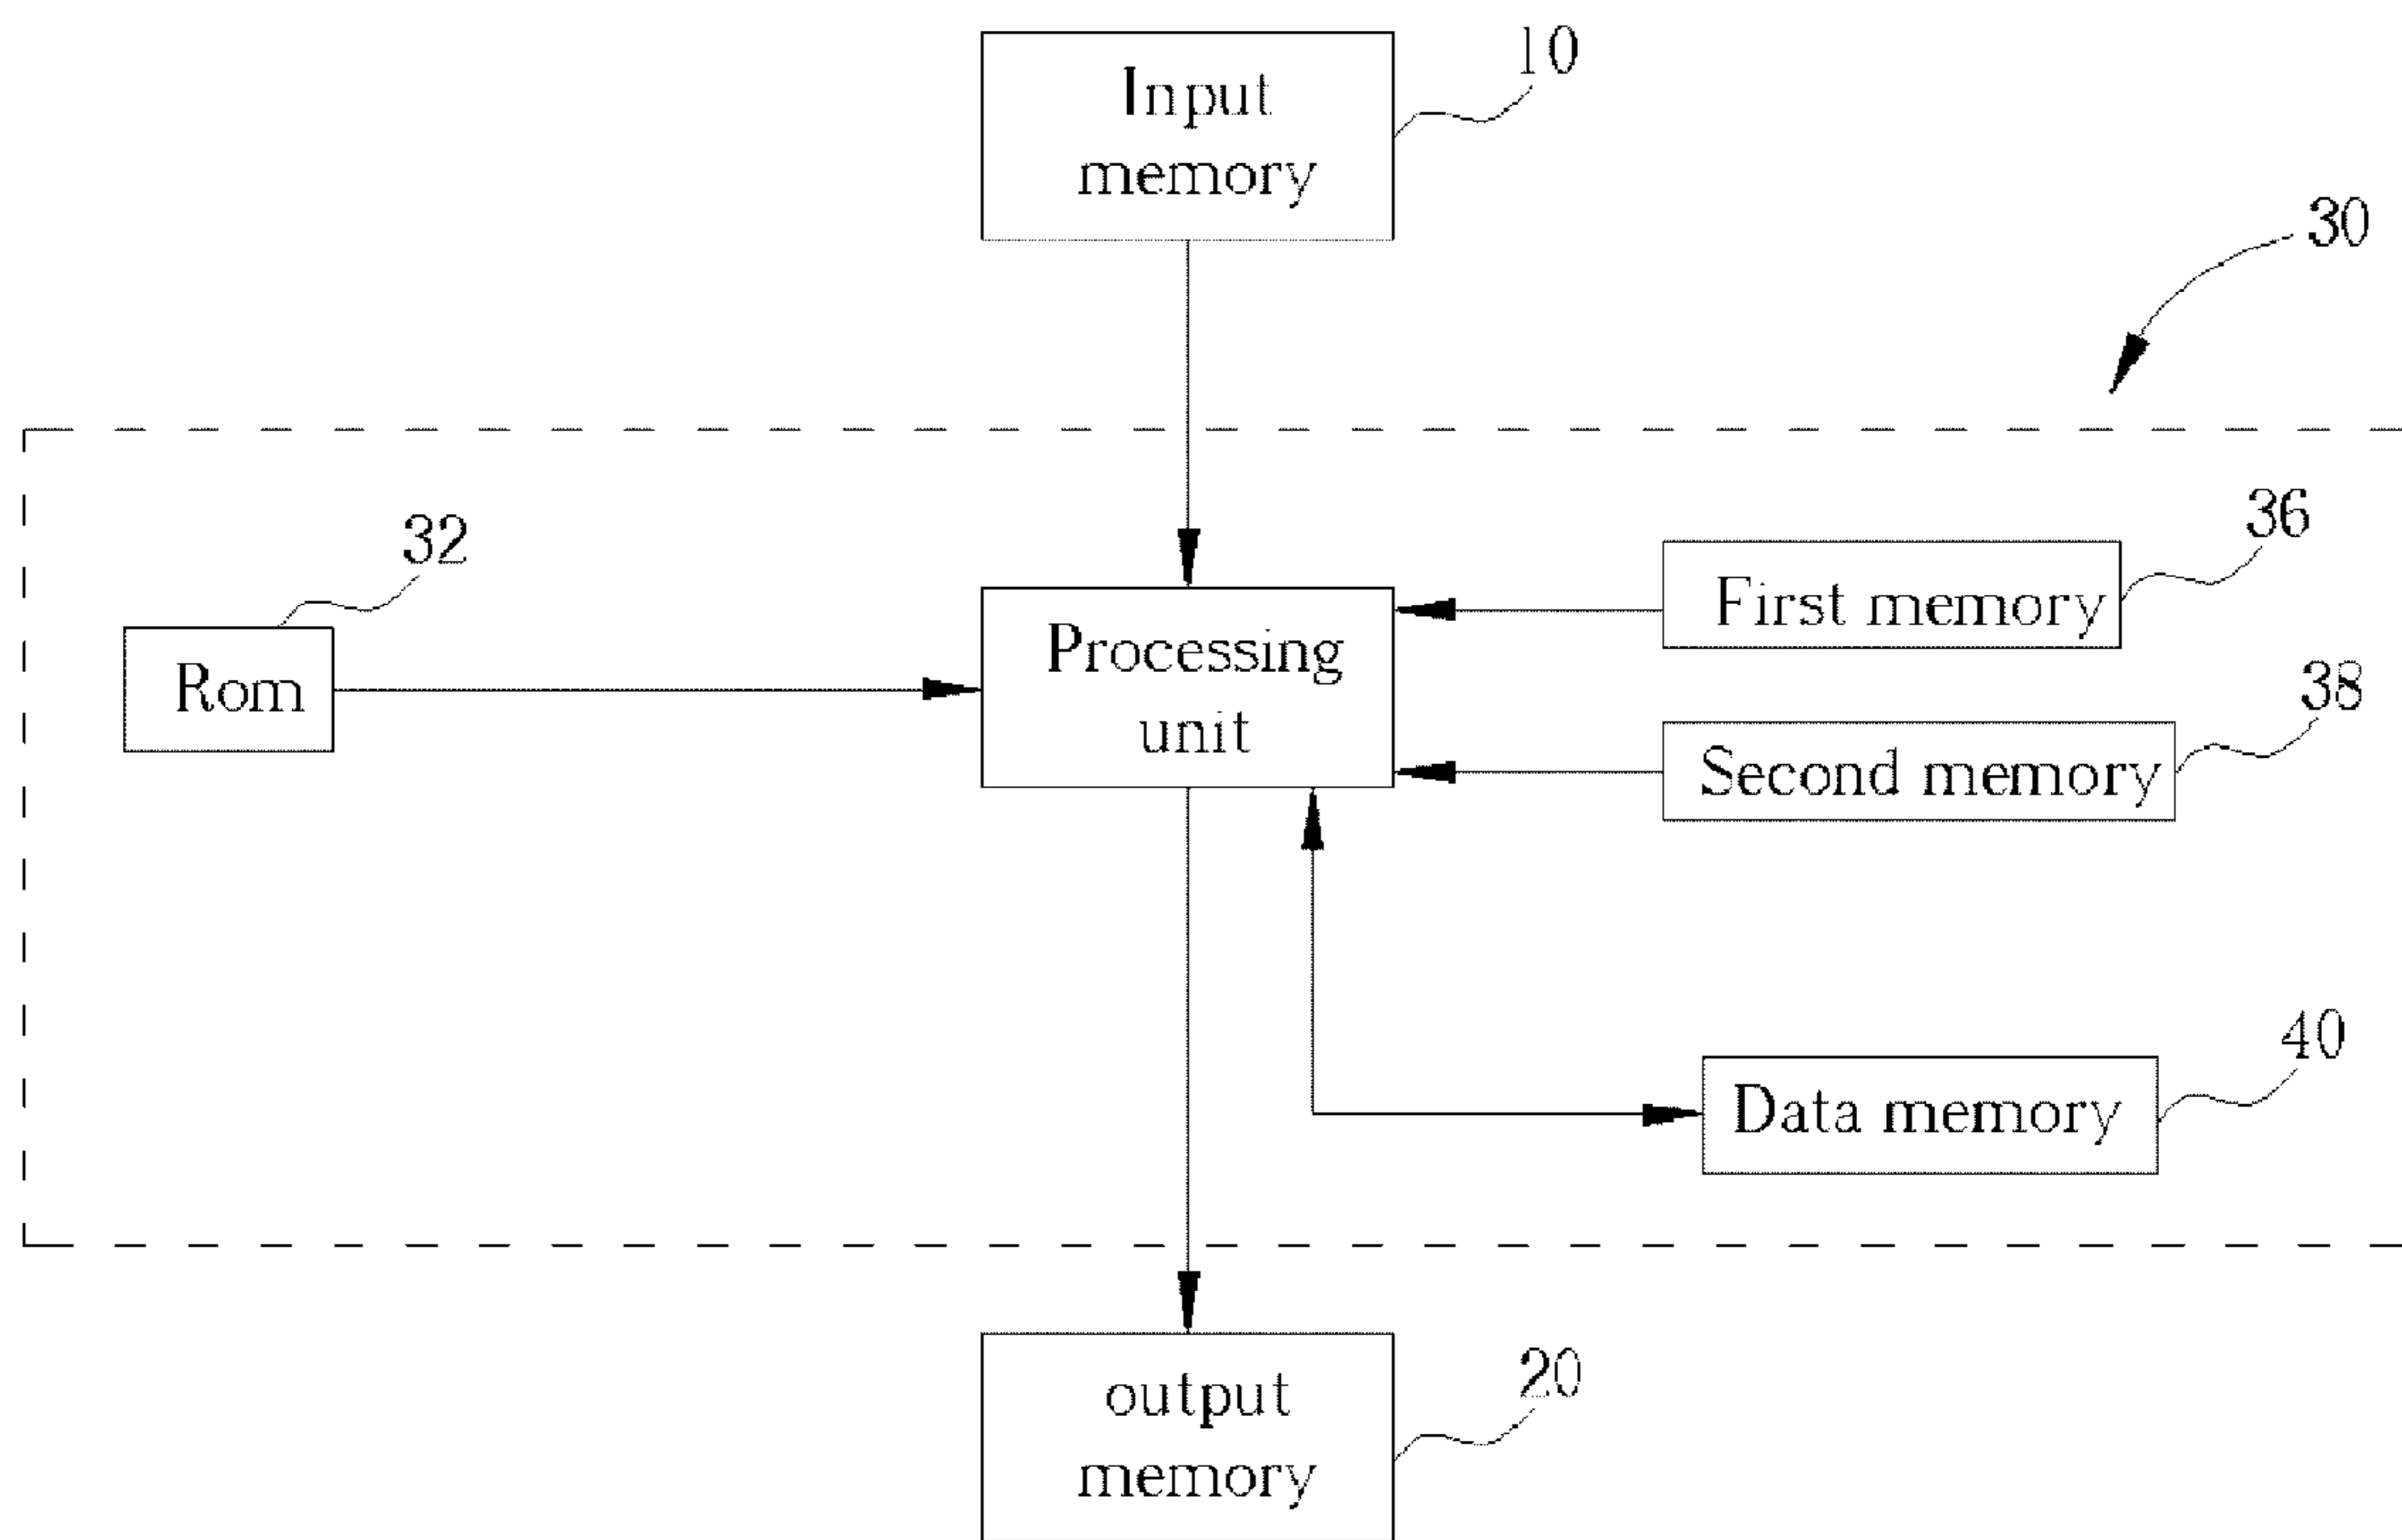 Input
memory
10
30
32
Rom
Processing
unit
First memory
36
Second memory
38
Data memory
40
output
memory
20